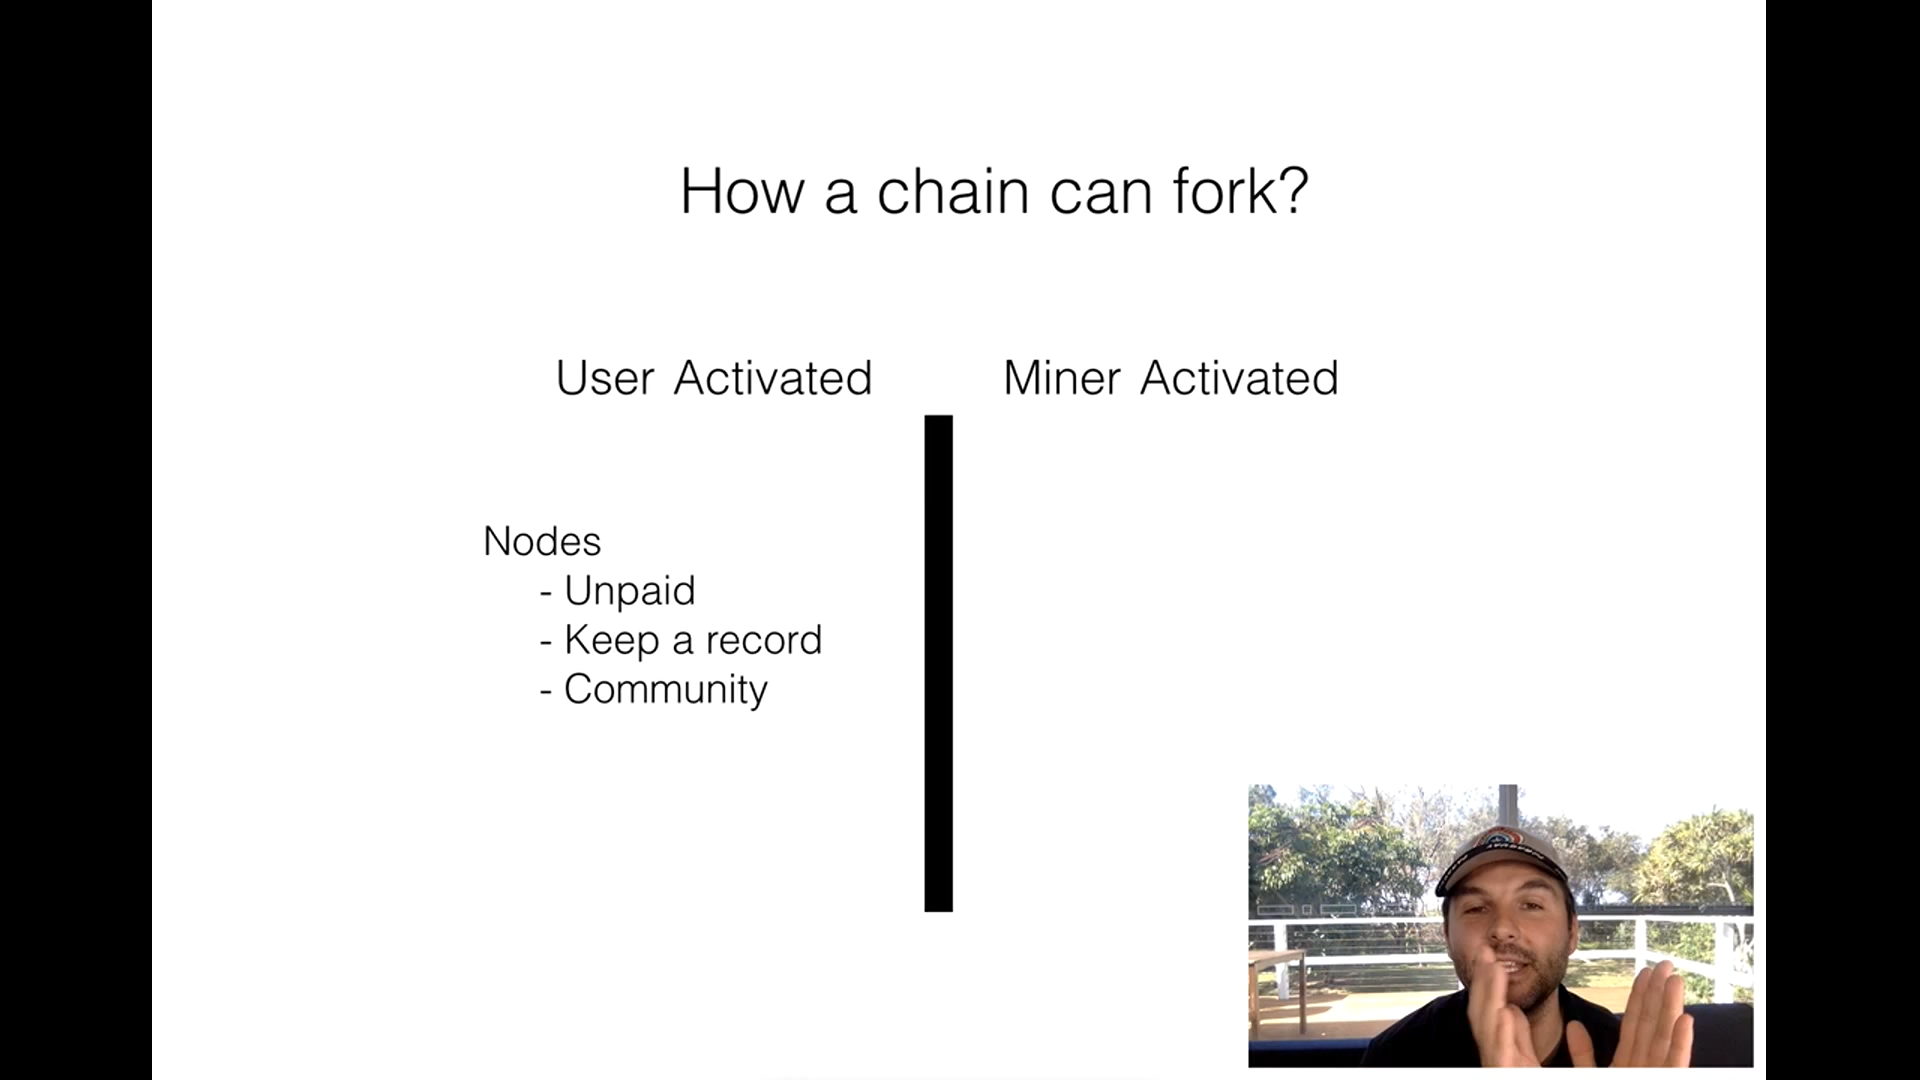 How a chain can fork?
User Activated
Miner Activated
Nodes
- Unpaid
- Keep a record
- Community